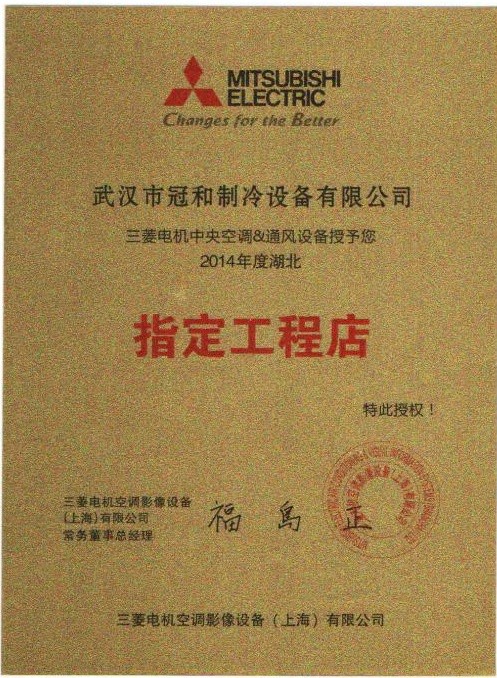 MITSUBISHI
ELECTRIC
Changes for the Better
武汉市冠和制冷设备有限公司
三菱电机中央空调&通风设备授予您
2014年度湖北
指定工程店
特此授权！
三菱电机空调影像设备
(上海)有限公司
常务董事总经理
福島 正
三菱电机空调影像设备（上海）有限公司